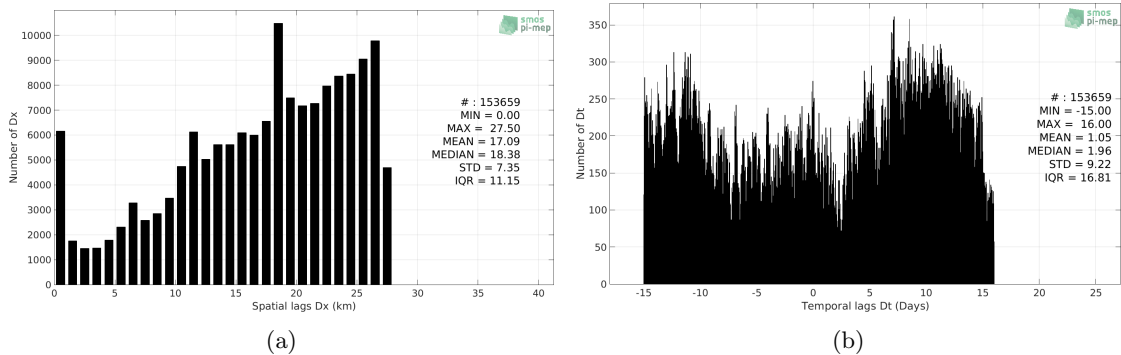 smos
pi-mep
Number of Dx
10000
9000
8000
7000
6000
5000
4000
3000
2000
1000
0
# : 153659
MIN = 0.00
MAX = 27.50
MEAN = 17.09
MEDIAN = 18.38
STD = 7.35
IQR = 11.15
0 5 10 15 20 25 30 35 40
Spatial lags Dx (km)
(a)
smos
pi-mep
Number of Dt
350
300
250
200
150
100
50
0
# : 153659
MIN = -15.00
MAX = 16.00
MEAN = 1.05
MEDIAN = 1.96
STD = 9.22
IQR = 16.81
-15 -10 -5 0 5 10 15 20 25
Temporal lags Dt (Days)
(b)